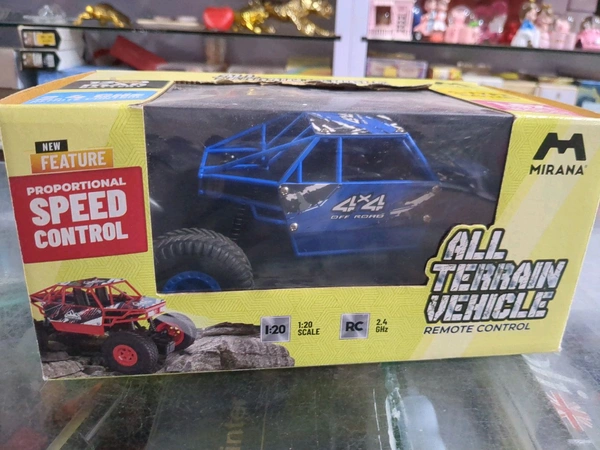 NEW
FEATURE
PROPORTIONAL
SPEED
CONTROL
MIRANA
4x4
OFF ROAD
ALL
TERRAIN
VEHICLE
REMOTE CONTROL
1:20
1:20
SCALE
RC
2.4
GHz